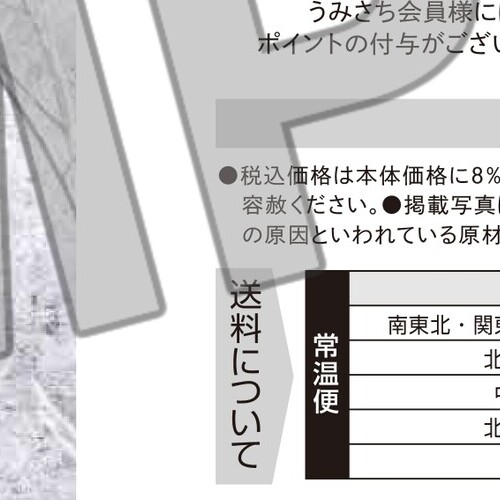 うみさち会員様に
ポイントの付与がござい
●税込価格は本体価格に8%
容赦ください。●掲載写真
の原因といわれている原材
送料について
常温便
南東北・関東
北
中
北